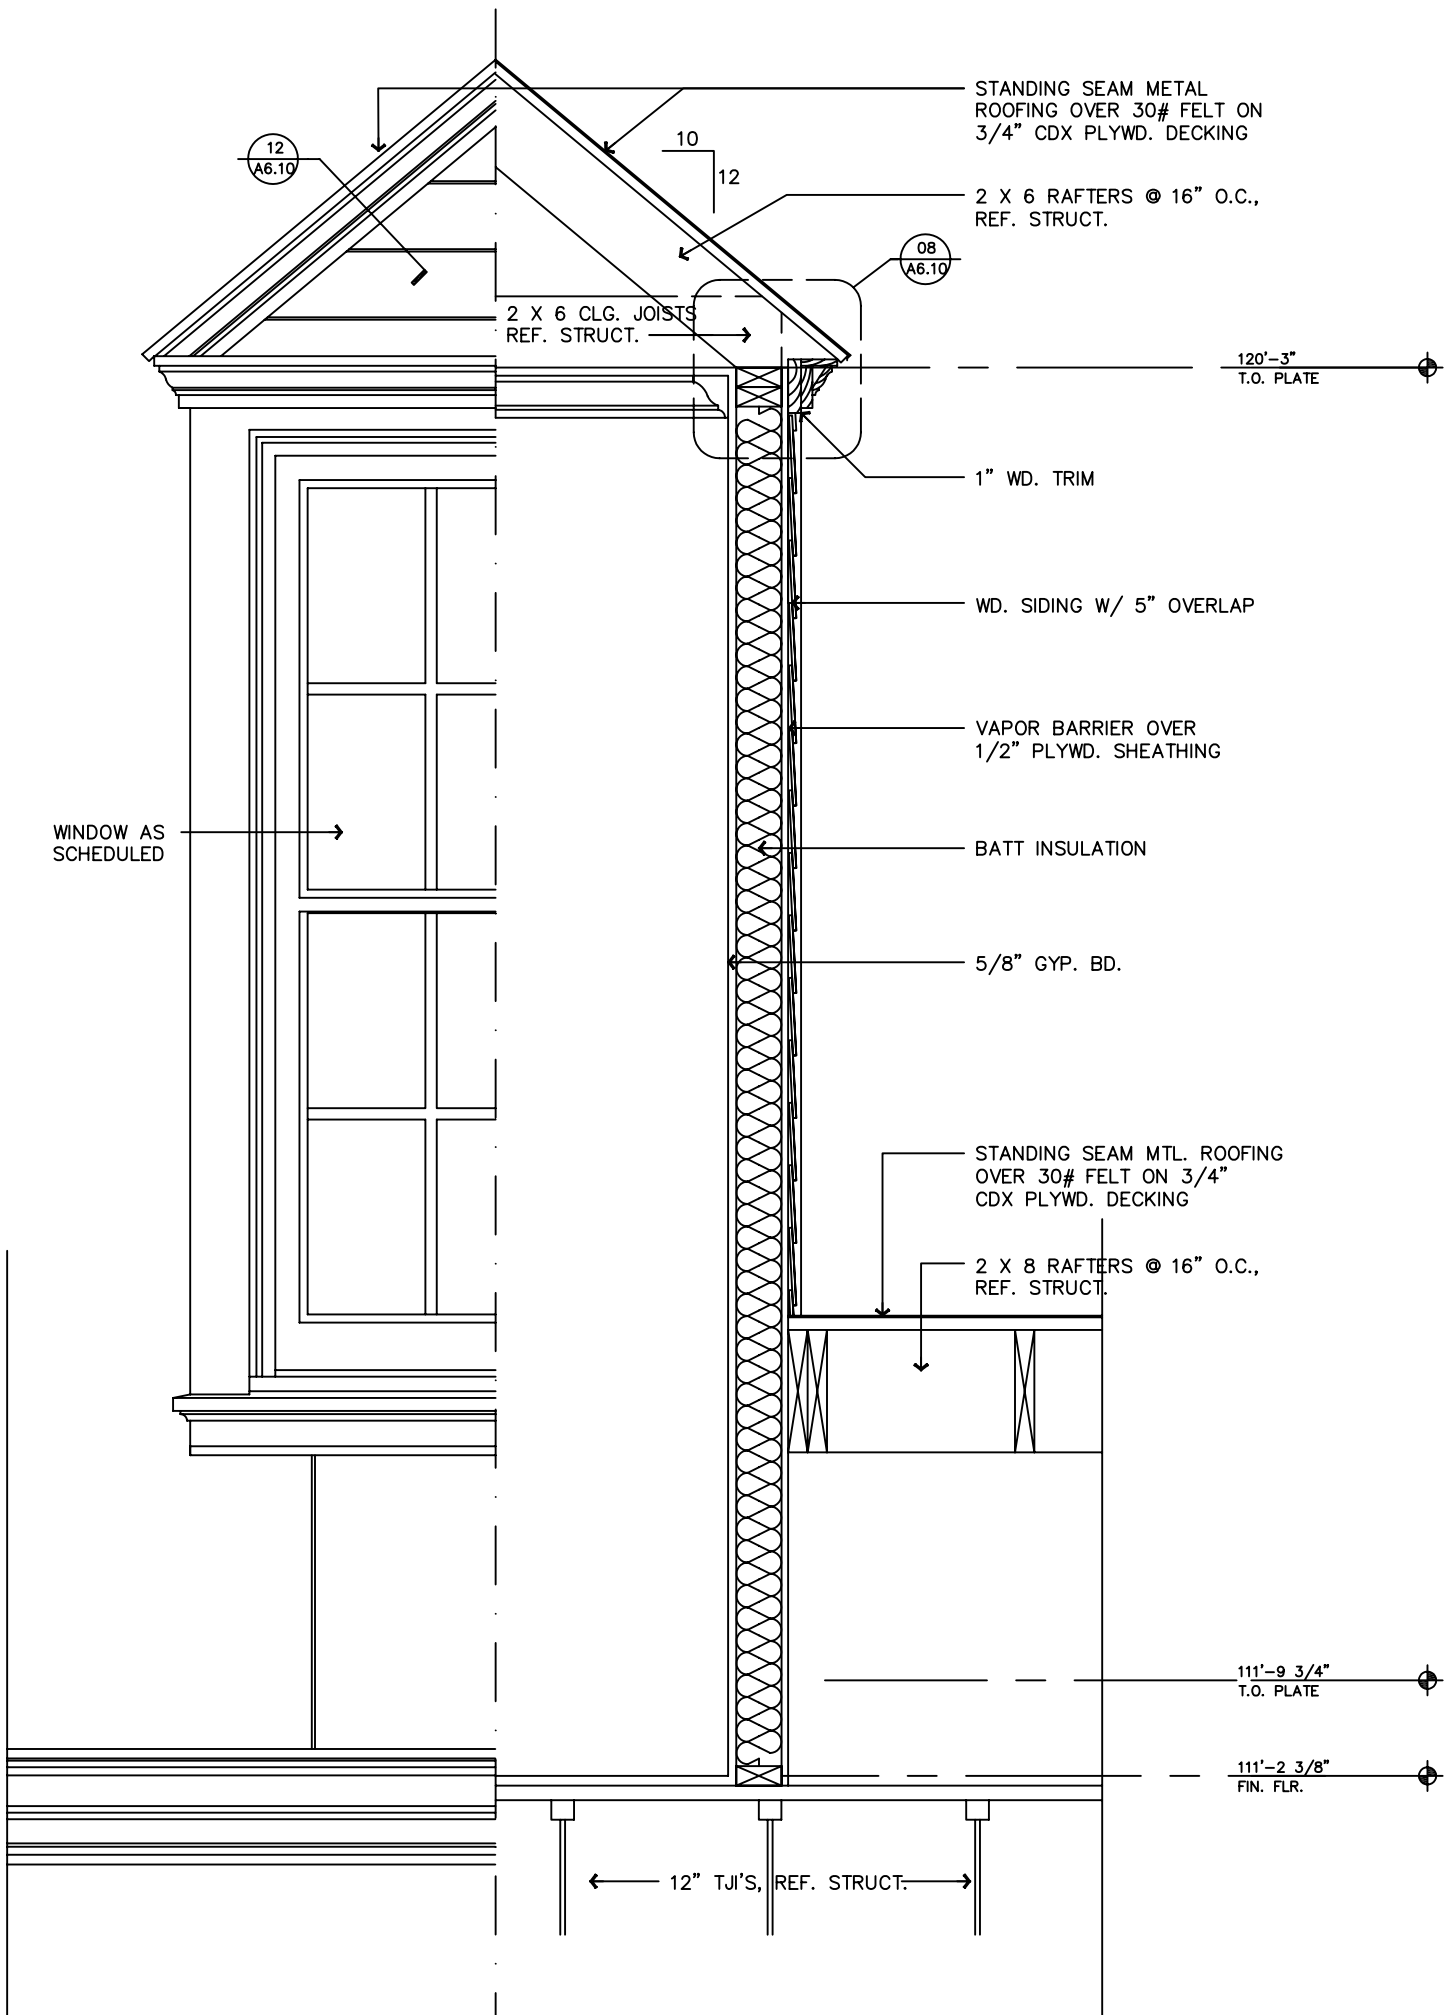 STANDING SEAM METAL
ROOFING OVER 30# FELT ON
3/4" CDX PLYWD. DECKING
12
A6.10
10
12
2 X 6 RAFTERS @ 16" O.C.,
REF. STRUCT.
08
A6.10
2 X 6 CLG. JOISTS
REF. STRUCT.
120'-3"
T.O. PLATE
1" WD. TRIM
WD. SIDING W/ 5" OVERLAP
VAPOR BARRIER OVER
1/2" PLYWD. SHEATHING
WINDOW AS
SCHEDULED
BATT INSULATION
5/8" GYP. BD.
STANDING SEAM MTL. ROOFING
OVER 30# FELT ON 3/4"
CDX PLYWD. DECKING
2 X 8 RAFTERS @ 16" O.C.,
REF. STRUCT.
111'-9 3/4"
T.O. PLATE
111'-2 3/8"
FIN. FLR.
12" TJI'S, REF. STRUCT.